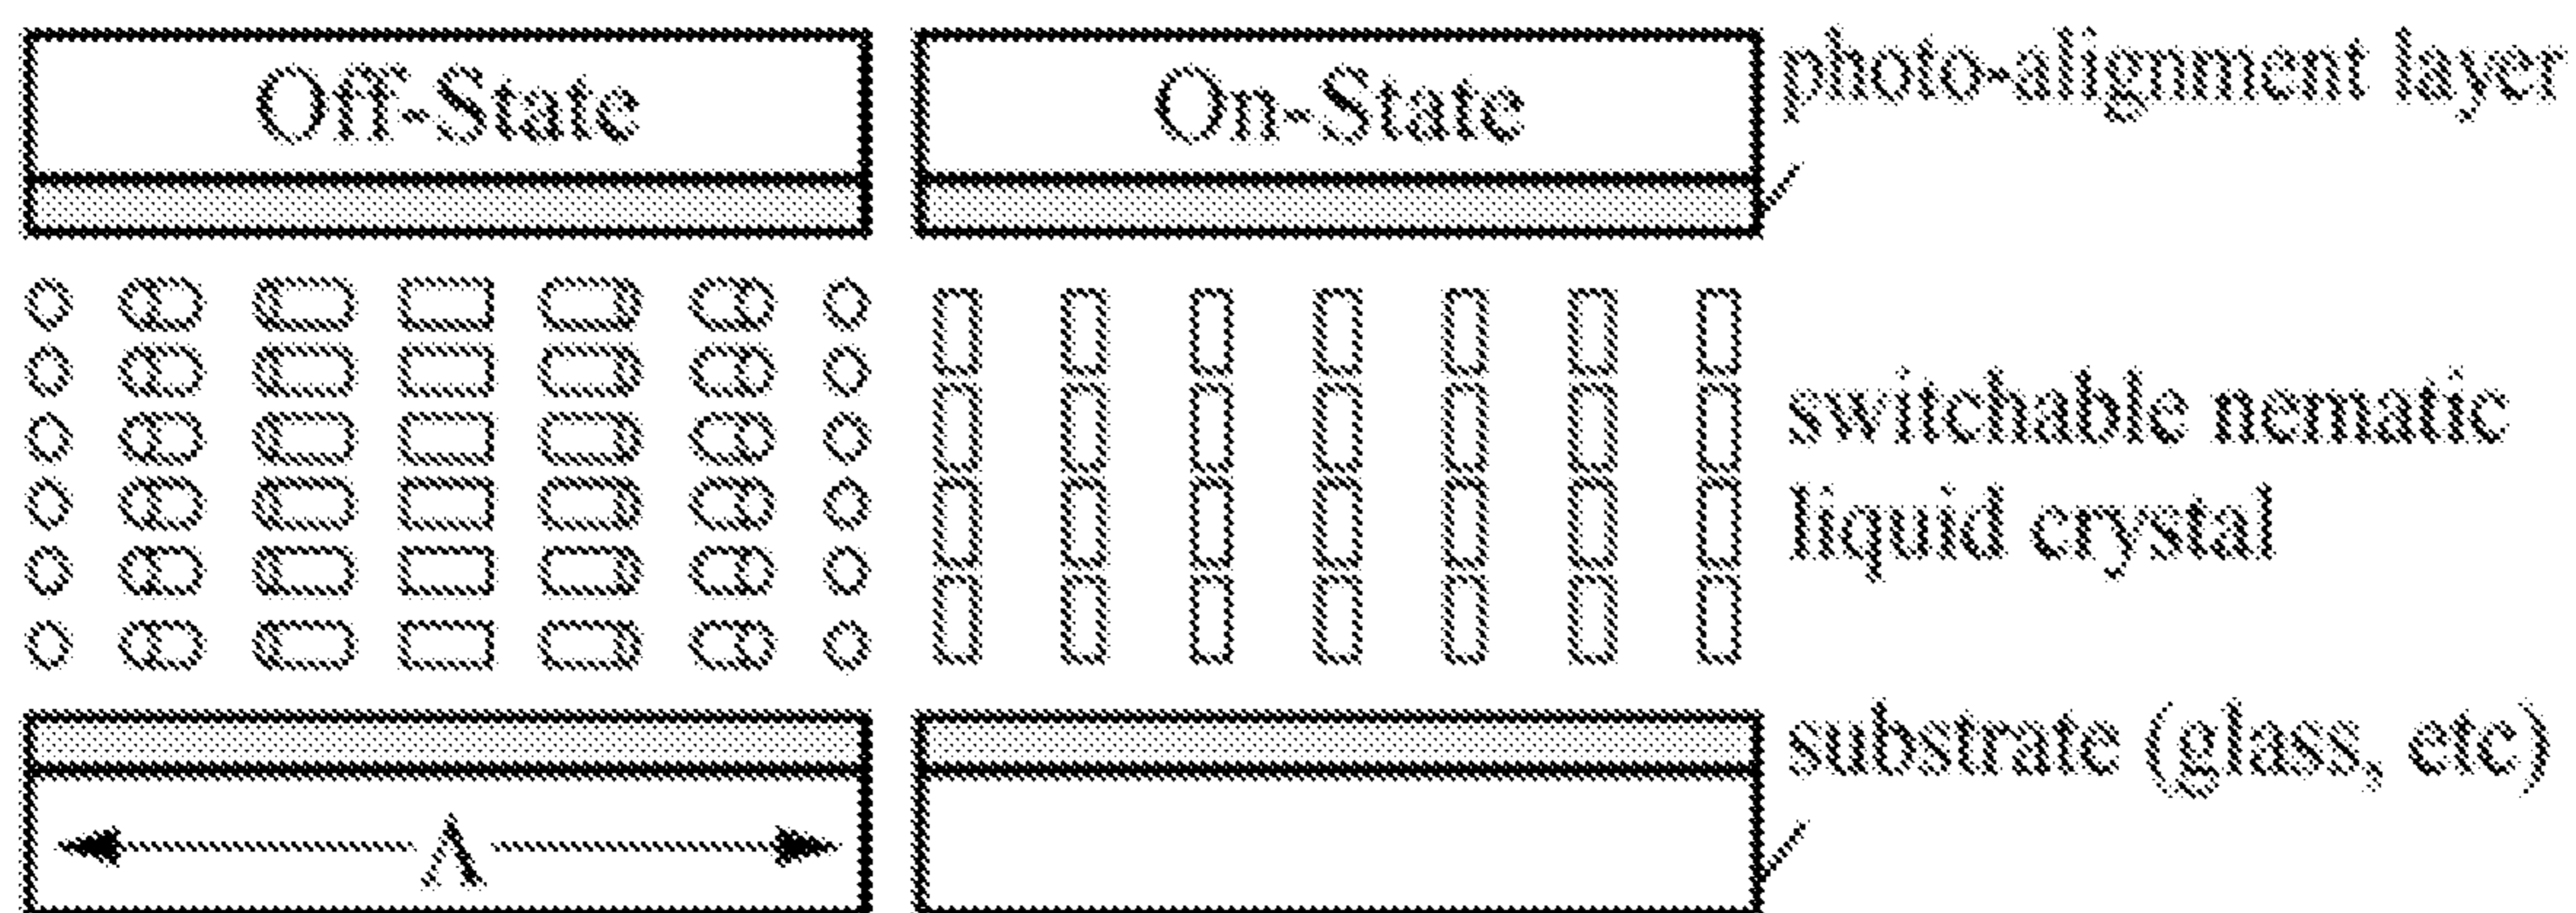 Off-State
On-State
photo-alignment layer
switchable nematic
liquid crystal
substrate (glass, etc)
Λ